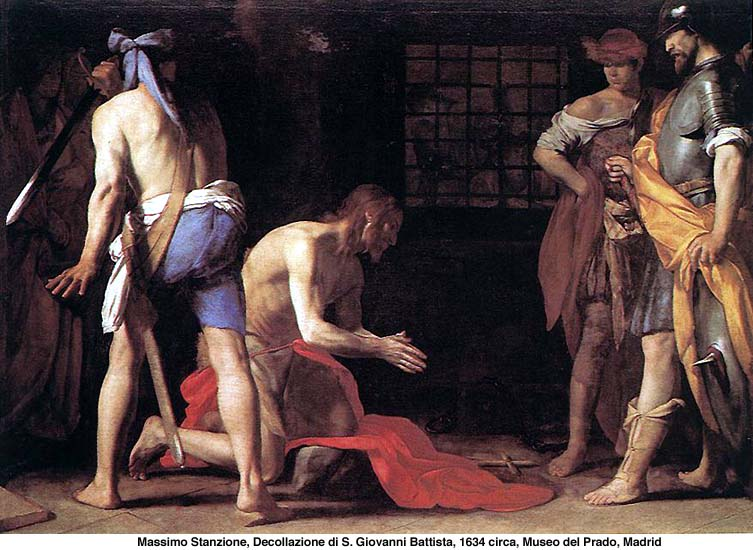 Massimo Stanzione, Decollazione di S. Giovanni Battista, 1634 circa, Museo del Prado, Madrid